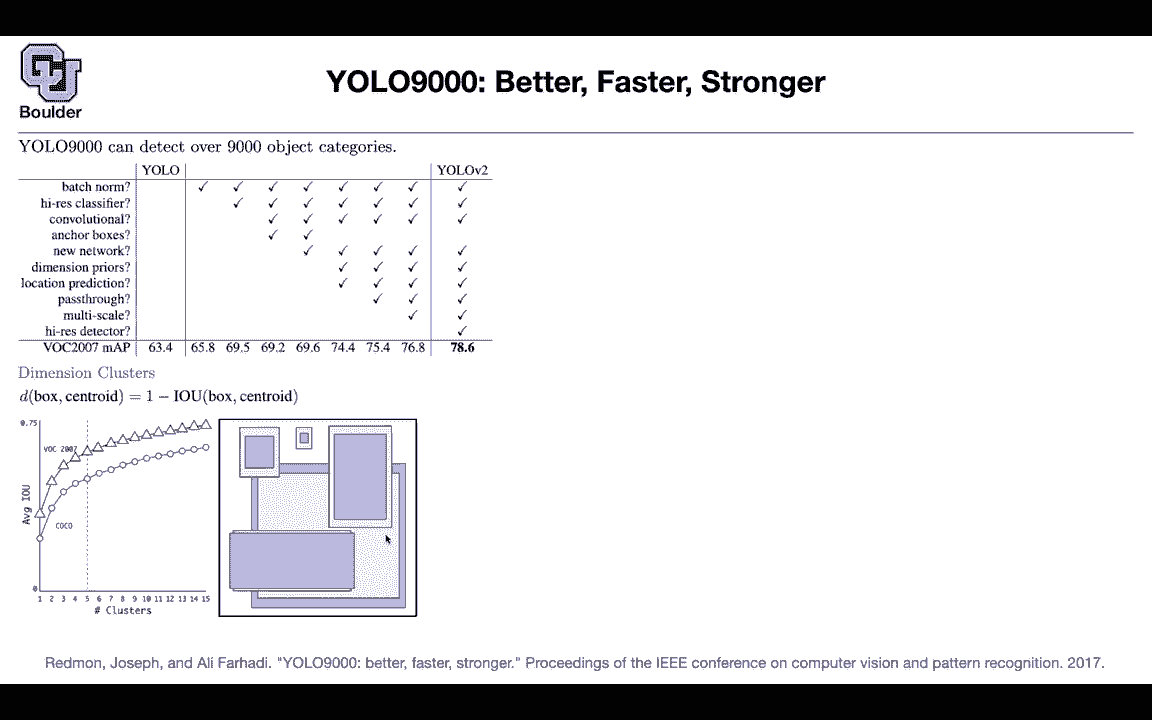 CU
Boulder
YOLO9000: Better, Faster, Stronger
YOLO9000 can detect over 9000 object categories.
YOLO YOLOv2
batch norm? ✓ ✓ ✓ ✓ ✓ ✓ ✓ ✓
hi-res classifier? ✓ ✓ ✓ ✓ ✓ ✓ ✓
convolutional? ✓ ✓ ✓ ✓ ✓ ✓
anchor boxes? ✓ ✓
new network? ✓ ✓ ✓ ✓ ✓
dimension priors? ✓ ✓ ✓ ✓
location prediction? ✓ ✓ ✓ ✓
passthrough? ✓ ✓ ✓
multi-scale? ✓ ✓
hi-res detector? ✓
VOC2007 mAP 63.4 65.8 69.5 69.2 69.6 74.4 75.4 76.8 78.6
Dimension Clusters
d(box, centroid) = 1 − IOU(box, centroid)
0.75
VOC 2007
Avg IOU
COCO
0
1 2 3 4 5 6 7 8 9 10 11 12 13 14 15
# Clusters
Redmon, Joseph, and Ali Farhadi. "YOLO9000: better, faster, stronger." Proceedings of the IEEE conference on computer vision and pattern recognition. 2017.